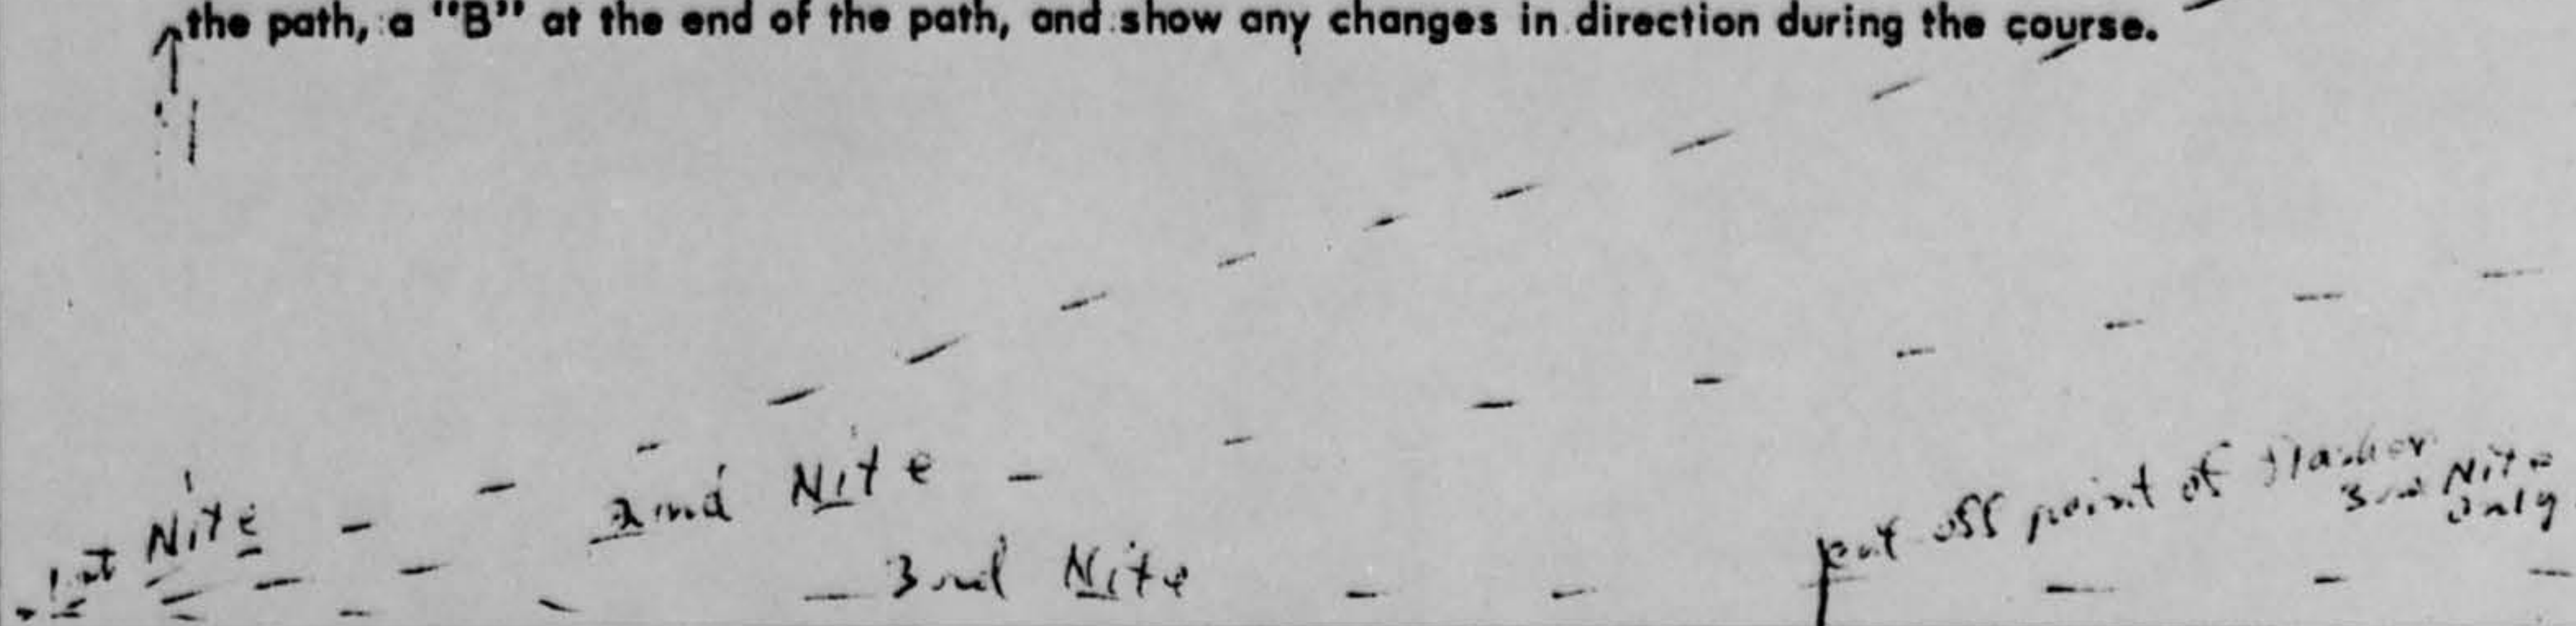 the path, a "B" at the end of the path, and show any changes in direction during the course.
1st Nite
2nd Nite
3rd Nite
put off point of flasher
3rd Nite
only